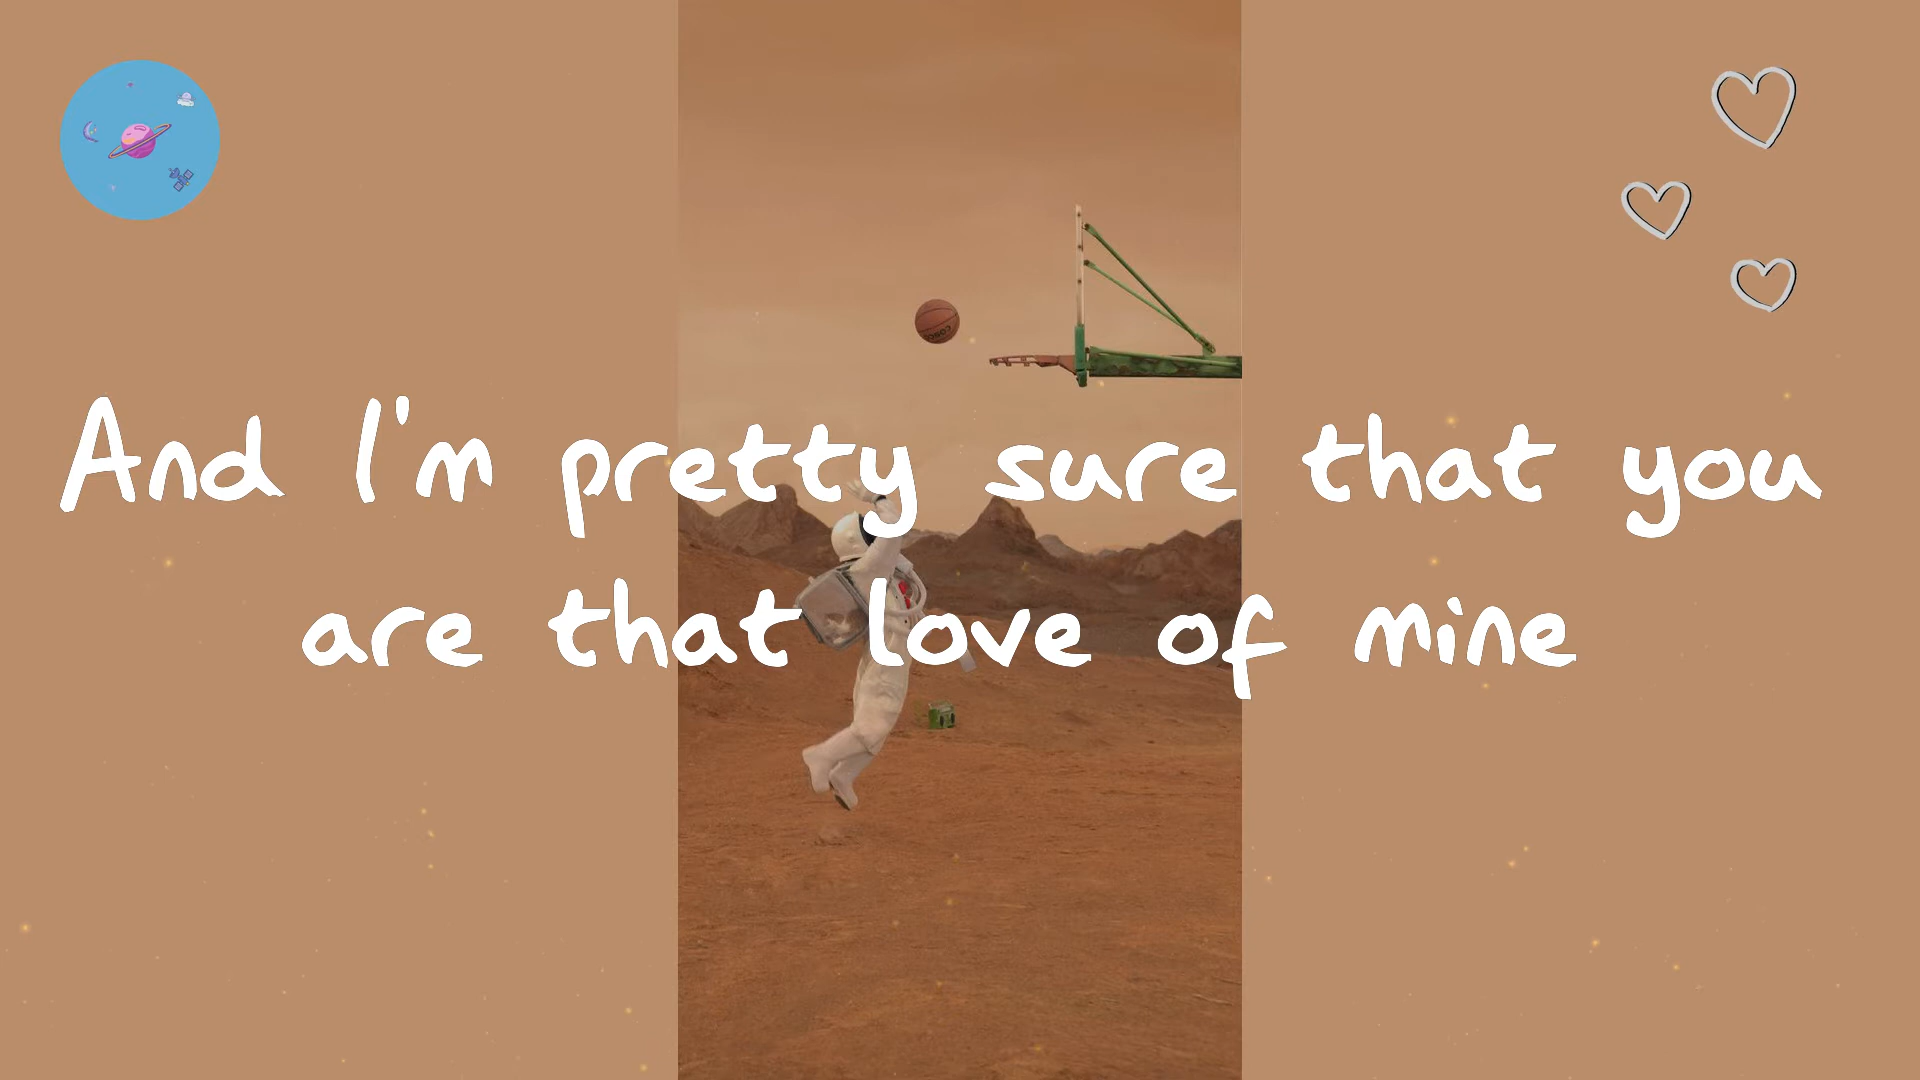 And I'm pretty sure that you
are that love of mine